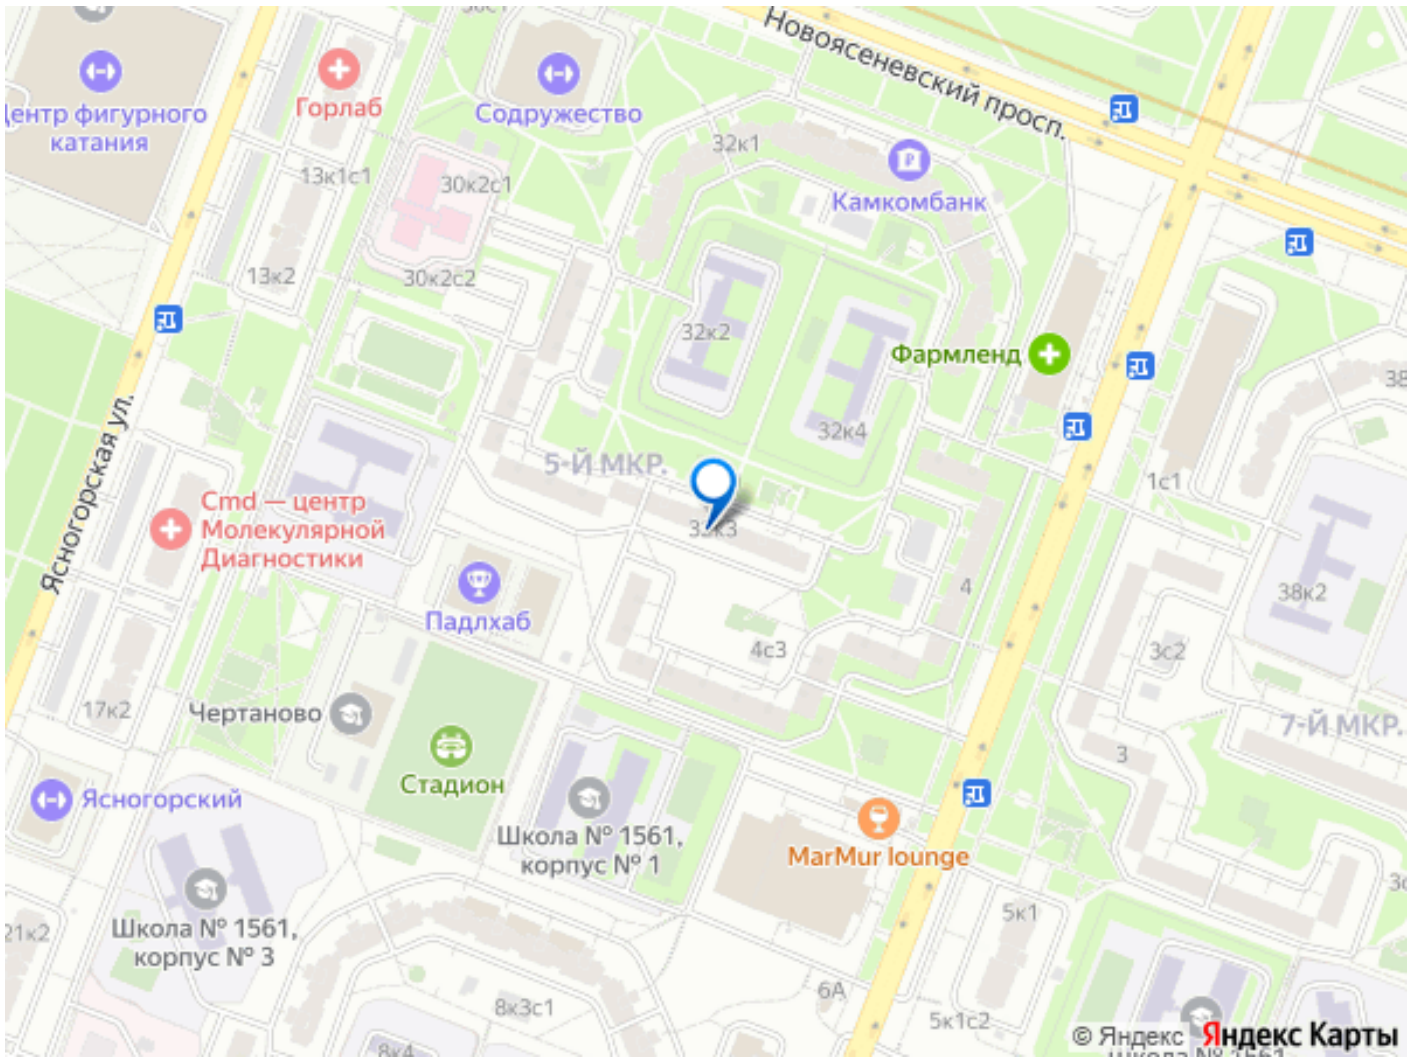 Новоясеневский просп.
Центр фигурного
катания
Горлаб
Содружество
32к1
Камкомбанк
13к1с1
30к2с1
13к2
30к2с2
32к2
Фармленд
32к4
5-Й МКР.
1с1
38к2
Ясногорская ул.
Cmd — центр
Молекулярной
Диагностики
Падлхаб
4
4с3
3с2
17к2
Чертаново
7-Й МКР.
3
Стадион
Ясногорский
Школа № 1561,
корпус № 1
MarMur lounge
Школа № 1561,
корпус № 3
21к2
5к1
6А
8к3с1
5к1с2
8к4
© Яндекс Яндекс Карты